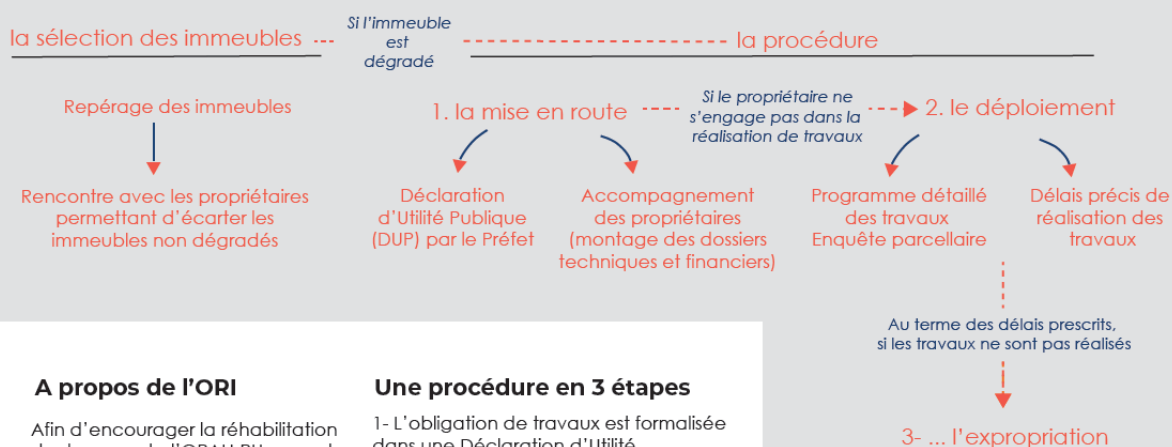 la sélection des immeubles
Si l'immeuble
est
dégradé
la procédure
Repérage des immeubles
Rencontre avec les propriétaires
permettant d'écarter les
immeubles non dégradés
1. la mise en route
Si le propriétaire ne
s'engage pas dans la
réalisation de travaux
2. le déploiement
Déclaration
d'Utilité Publique
(DUP) par le Préfet
Accompagnement
des propriétaires
(montage des dossiers
techniques et financiers)
Programme détaillé
des travaux
Enquête parcellaire
Délais précis de
réalisation des
travaux
Au terme des délais prescrits,
si les travaux ne sont pas réalisés
3- ... l'expropriation
A propos de l'ORI
Afin d'encourager la réhabilitation
Une procédure en 3 étapes
1- L'obligation de travaux est formalisée
dans une Déclaration d'Utilité